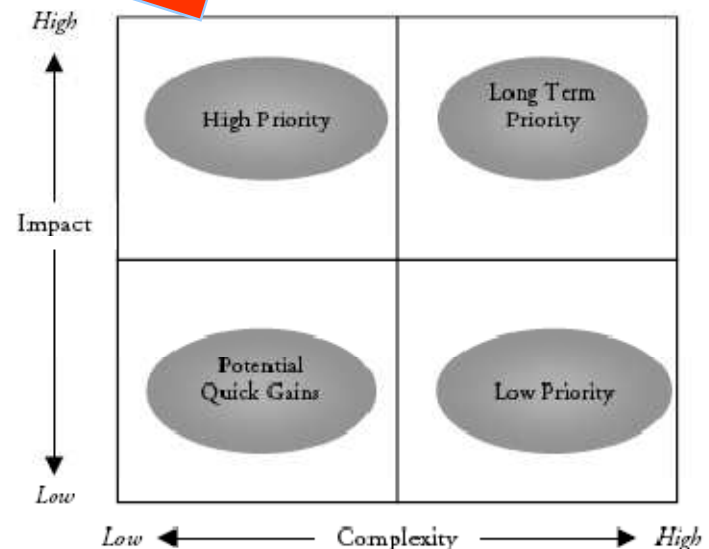 High
High Priority
Long Term
Priority
Impact
Potential
Quick Gains
Low Priority
Low
Low
Complexity
High